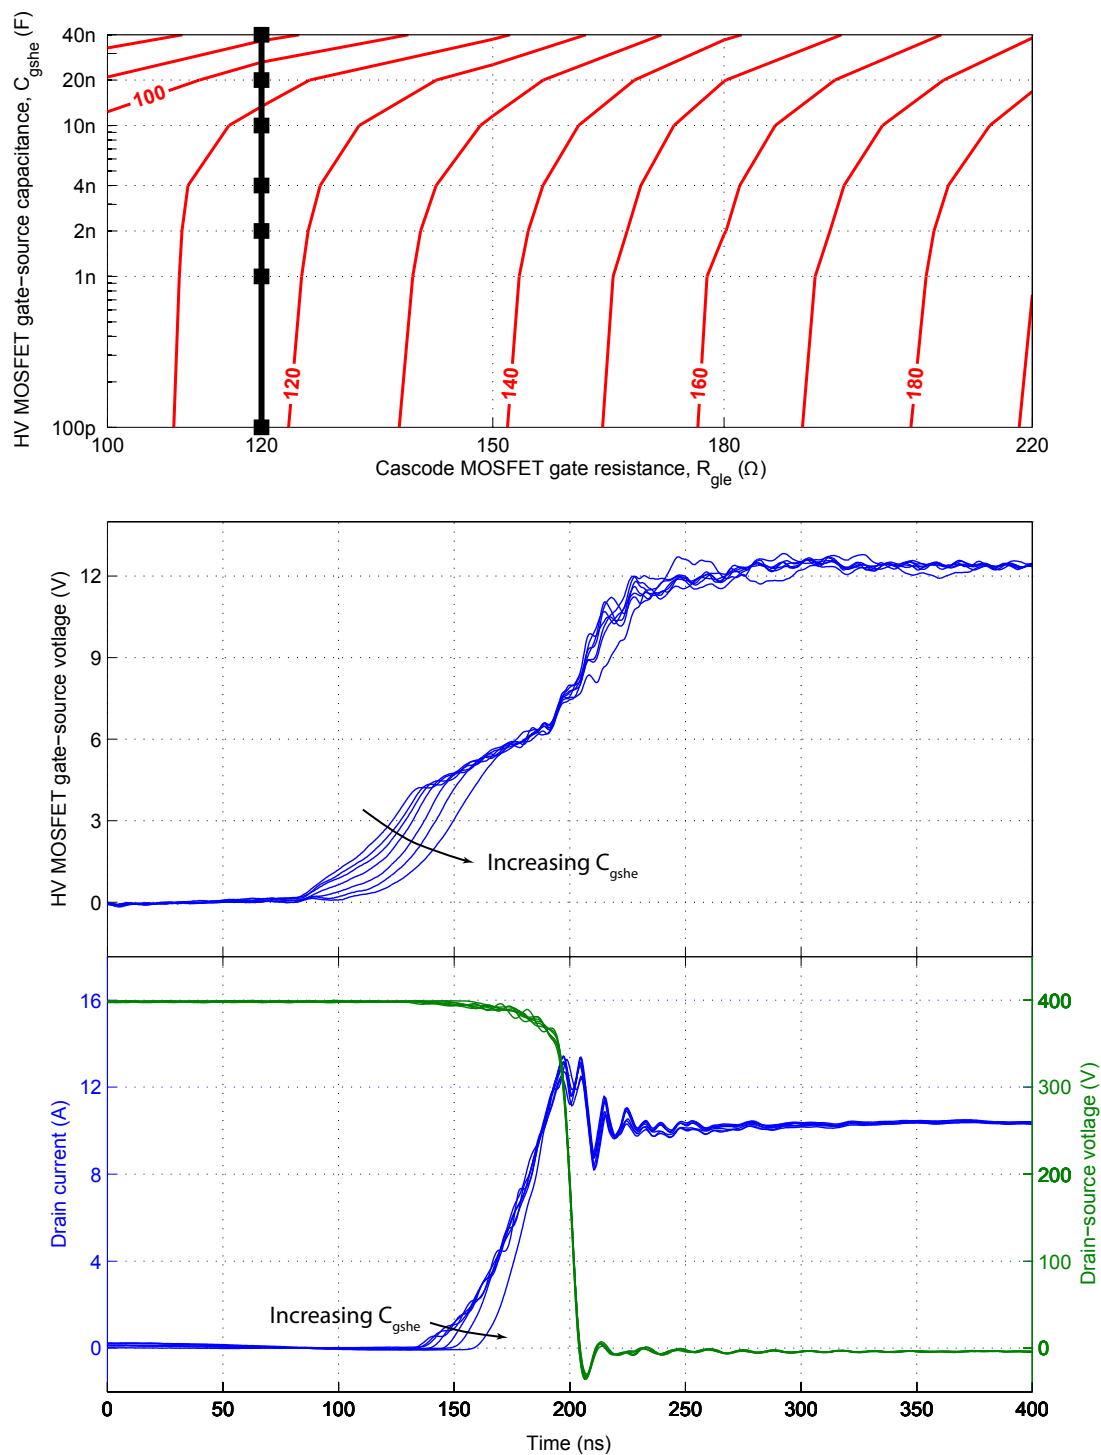 HV MOSFET gate−source capacitance, Cgshe (F)
40n
20n
10n
4n
2n
1n
100p
100
120
140
160
180
100
120
150
180
220
Cascode MOSFET gate resistance, Rgle (Ω)
HV MOSFET gate−source votlage (V)
12
9
6
3
0
Increasing Cgshe
Drain current (A)
16
12
8
4
0
Increasing Cgshe
400
300
200
100
0
Drain−source votlage (V)
0
50
100
150
200
250
300
350
400
Time (ns)